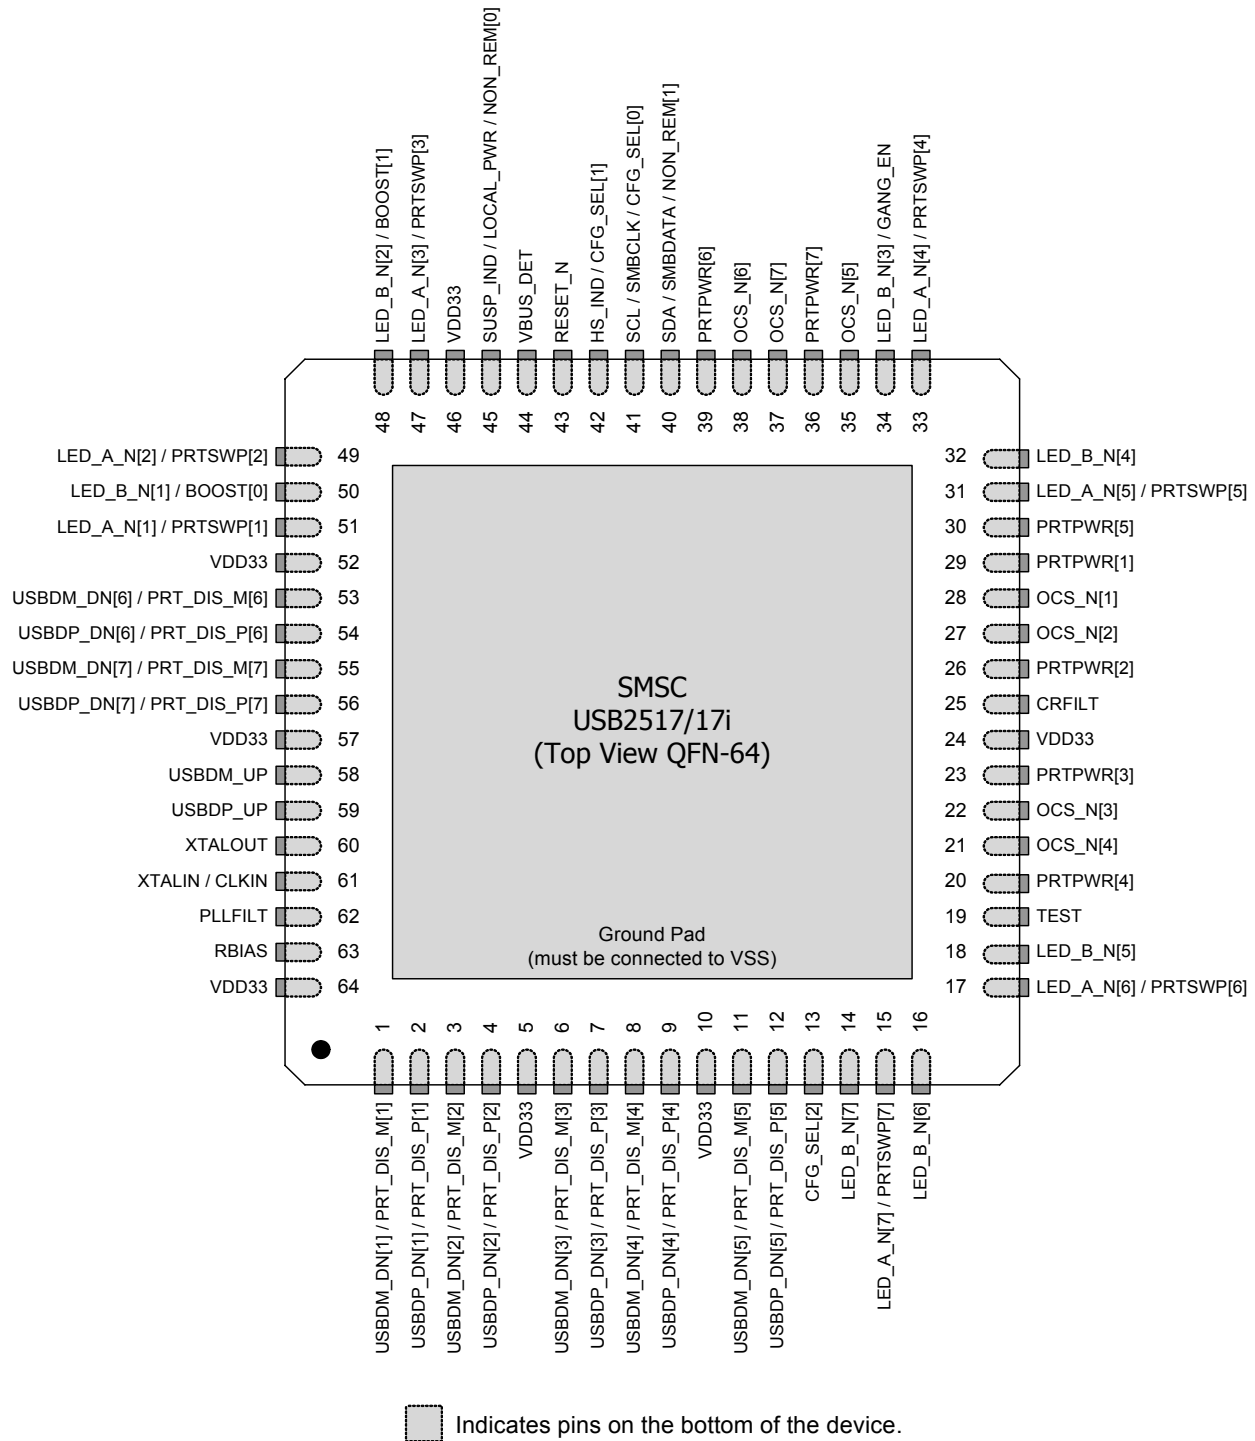 LED_B_N[2] / BOOST[1]
LED_A_N[3] / PRTSWP[3]
VDD33
SUSP_IND / LOCAL_PWR / NON_REM[0]
VBUS_DET
RESET_N
HS_IND / CFG_SEL[1]
SCL / SMBCLK / CFG_SEL[0]
SDA / SMBDATA / NON_REM[1]
PRTPWR[6]
OCS_N[6]
OCS_N[7]
PRTPWR[7]
OCS_N[5]
LED_B_N[3] / GANG_EN
LED_A_N[4] / PRTSWP[4]
48
47
46
45
44
43
42
41
40
39
38
37
36
35
34
33
LED_A_N[2] / PRTSWP[2] 49
LED_B_N[1] / BOOST[0] 50
LED_A_N[1] / PRTSWP[1] 51
VDD33 52
USBDM_DN[6] / PRT_DIS_M[6] 53
USBDP_DN[6] / PRT_DIS_P[6] 54
USBDM_DN[7] / PRT_DIS_M[7] 55
USBDP_DN[7] / PRT_DIS_P[7] 56
VDD33 57
USBDM_UP 58
USBDP_UP 59
XTALOUT 60
XTALIN / CLKIN 61
PLLFILT 62
RBIAS 63
VDD33 64
SMSC
USB2517/17i
(Top View QFN-64)
Ground Pad
(must be connected to VSS)
32 LED_B_N[4]
31 LED_A_N[5] / PRTSWP[5]
30 PRTPWR[5]
29 PRTPWR[1]
28 OCS_N[1]
27 OCS_N[2]
26 PRTPWR[2]
25 CRFILT
24 VDD33
23 PRTPWR[3]
22 OCS_N[3]
21 OCS_N[4]
20 PRTPWR[4]
19 TEST
18 LED_B_N[5]
17 LED_A_N[6] / PRTSWP[6]
1
2
3
4
5
6
7
8
9
10
11
12
13
14
15
16
USBDM_DN[1] / PRT_DIS_M[1]
USBDP_DN[1] / PRT_DIS_P[1]
USBDM_DN[2] / PRT_DIS_M[2]
USBDP_DN[2] / PRT_DIS_P[2]
VDD33
USBDM_DN[3] / PRT_DIS_M[3]
USBDP_DN[3] / PRT_DIS_P[3]
USBDM_DN[4] / PRT_DIS_M[4]
USBDP_DN[4] / PRT_DIS_P[4]
VDD33
USBDM_DN[5] / PRT_DIS_M[5]
USBDP_DN[5] / PRT_DIS_P[5]
CFG_SEL[2]
LED_B_N[7]
LED_A_N[7] / PRTSWP[7]
LED_B_N[6]
Indicates pins on the bottom of the device.